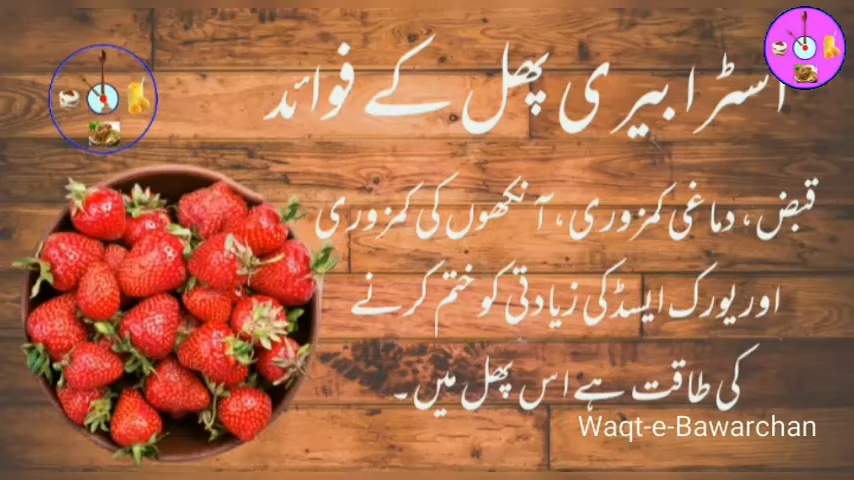 اسٹرابیری پھل کے فوائد
قبض، دماغی کمزوری، آنکھوں کی کمزوری
اور یورک ایسڈ کی زیادتی کو ختم کرنے
کی طاقت ہے اس پھل میں۔
Waqt-e-Bawarchan